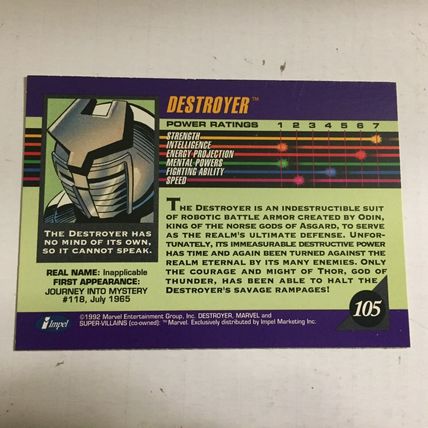 DESTROYER™
POWER RATINGS 1 2 3 4 5 6 7
STRENGTH
INTELLIGENCE
ENERGY PROJECTION
MENTAL POWERS
FIGHTING ABILITY
SPEED
THE DESTROYER HAS
NO MIND OF ITS OWN,
SO IT CANNOT SPEAK.
REAL NAME: Inapplicable
FIRST APPEARANCE:
JOURNEY INTO MYSTERY
#118, July 1965
THE DESTROYER IS AN INDESTRUCTIBLE SUIT
OF ROBOTIC BATTLE ARMOR CREATED BY ODIN,
KING OF THE NORSE GODS OF ASGARD, TO SERVE
AS THE REALM'S ULTIMATE DEFENSE. UNFOR-
TUNATELY, ITS IMMEASURABLE DESTRUCTIVE POWER
HAS TIME AND AGAIN BEEN TURNED AGAINST THE
REALM ETERNAL BY ITS MANY ENEMIES. ONLY
THE COURAGE AND MIGHT OF THOR, GOD OF
THUNDER, HAS BEEN ABLE TO HALT THE
DESTROYER'S SAVAGE RAMPAGES!
105
i Impel
©1992 Marvel Entertainment Group, Inc. DESTROYER, MARVEL and
SUPER-VILLAINS (co-owned): ™ Marvel. Exclusively distributed by Impel Marketing Inc.